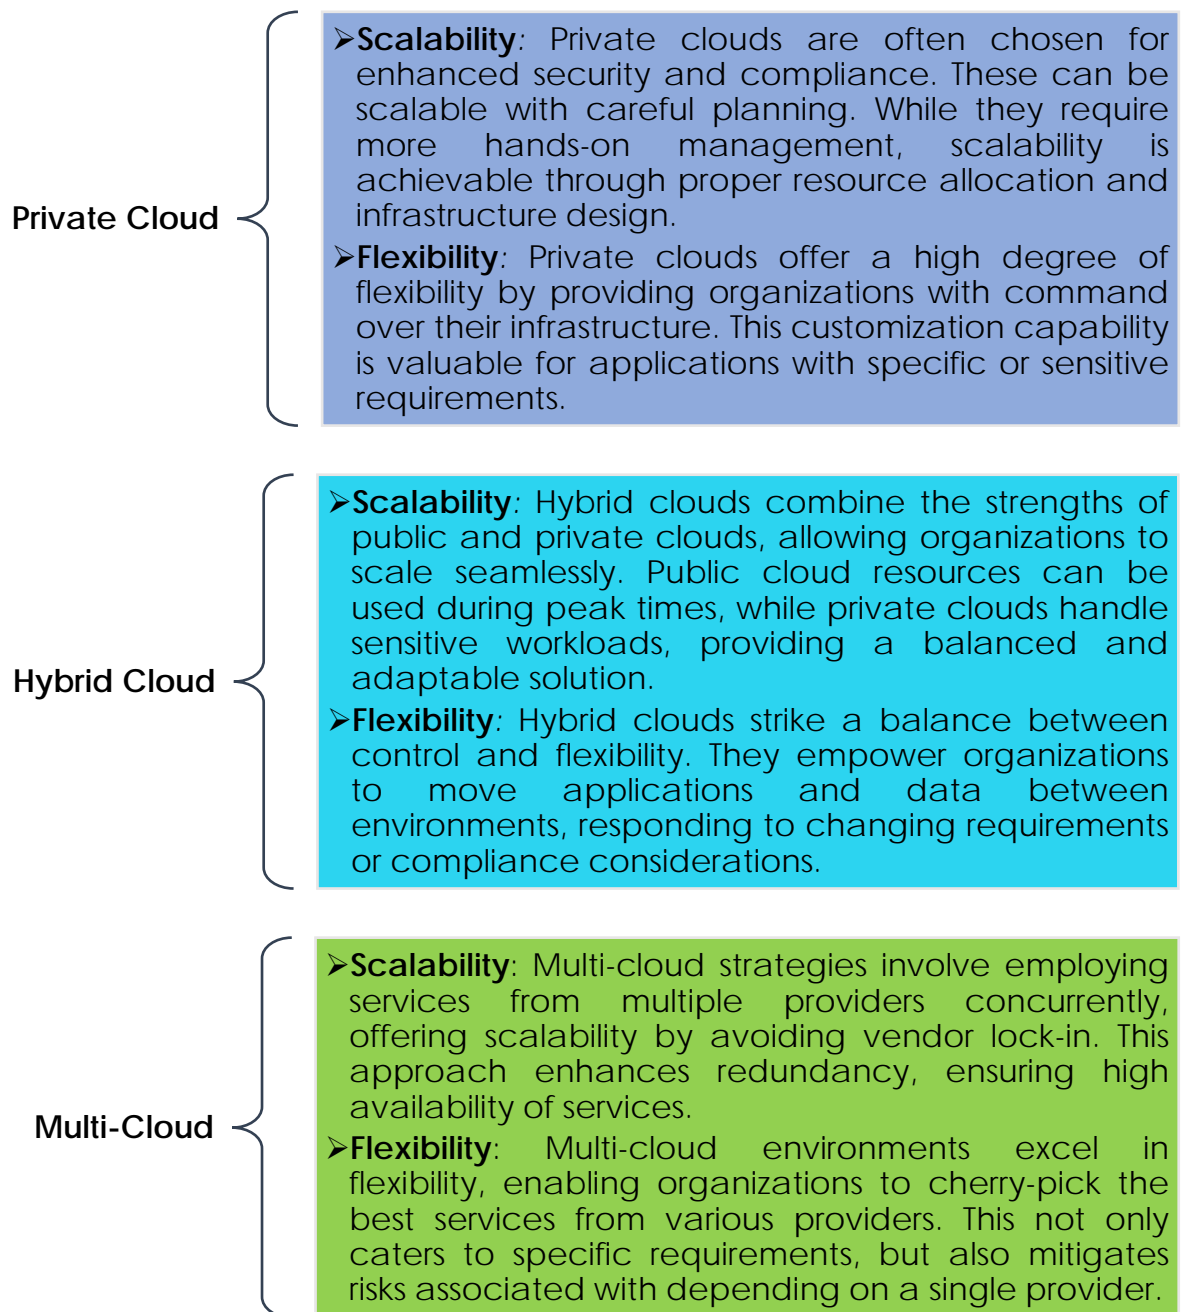 Private Cloud
➢Scalability: Private clouds are often chosen for
enhanced security and compliance. These can be
scalable with careful planning. While they require
more hands-on management, scalability is
achievable through proper resource allocation and
infrastructure design.
➢Flexibility: Private clouds offer a high degree of
flexibility by providing organizations with command
over their infrastructure. This customization capability
is valuable for applications with specific or sensitive
requirements.
Hybrid Cloud
➢Scalability: Hybrid clouds combine the strengths of
public and private clouds, allowing organizations to
scale seamlessly. Public cloud resources can be
used during peak times, while private clouds handle
sensitive workloads, providing a balanced and
adaptable solution.
➢Flexibility: Hybrid clouds strike a balance between
control and flexibility. They empower organizations
to move applications and data between
environments, responding to changing requirements
or compliance considerations.
Multi-Cloud
➢Scalability: Multi-cloud strategies involve employing
services from multiple providers concurrently,
offering scalability by avoiding vendor lock-in. This
approach enhances redundancy, ensuring high
availability of services.
➢Flexibility: Multi-cloud environments excel in
flexibility, enabling organizations to cherry-pick the
best services from various providers. This not only
caters to specific requirements, but also mitigates
risks associated with depending on a single provider.